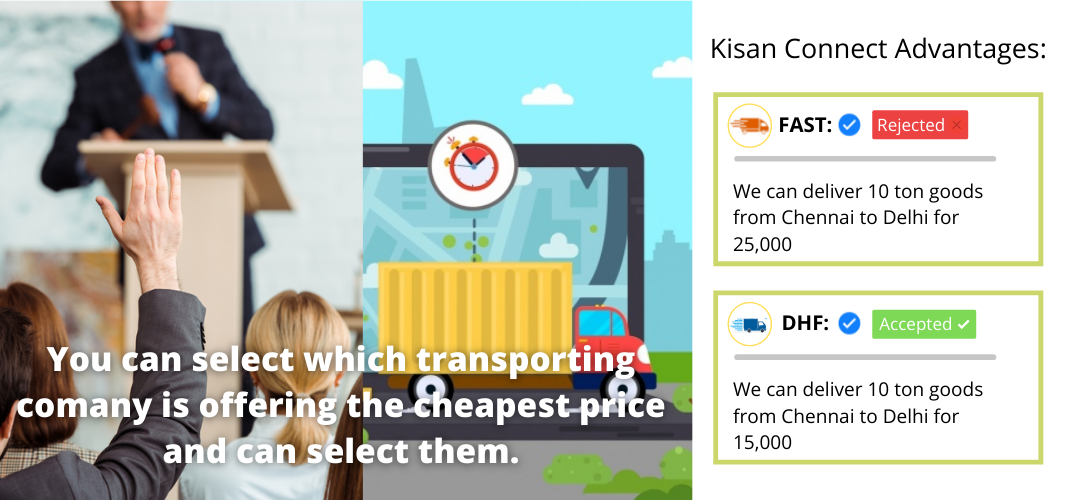 You can select which transporting
comany is offering the cheapest price
and can select them.
Kisan Connect Advantages:
FAST: Rejected
We can deliver 10 ton goods
from Chennai to Delhi for
25,000
DHF: Accepted
We can deliver 10 ton goods
from Chennai to Delhi for
15,000